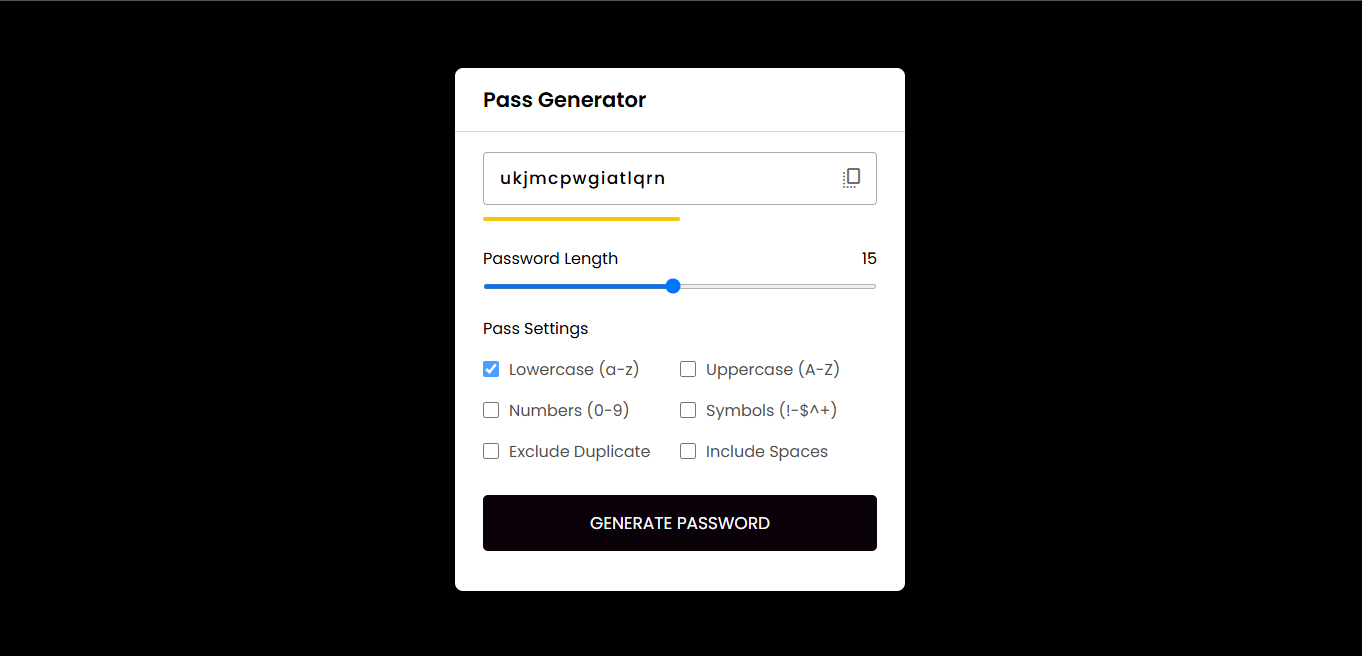 Pass Generator
ukjmcpwgiatlqrn
Password Length 15
Pass Settings
Lowercase (a-z) Uppercase (A-Z)
Numbers (0-9) Symbols (!-$^+)
Exclude Duplicate Include Spaces
GENERATE PASSWORD